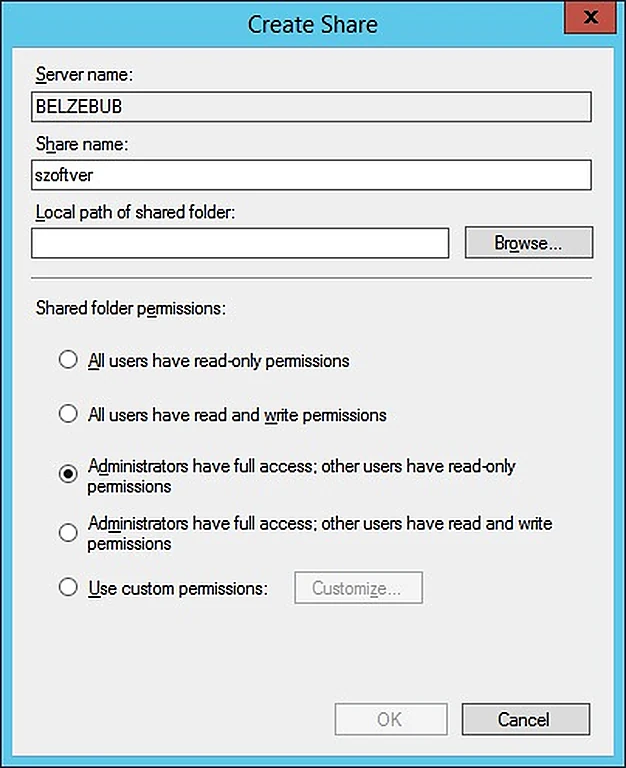 Create Share
x
Server name:
BELZEBUB
Share name:
szoftver
Local path of shared folder:
Browse...
Shared folder permissions:
All users have read-only permissions
All users have read and write permissions
Administrators have full access; other users have read-only
permissions
Administrators have full access; other users have read and write
permissions
Use custom permissions:
Customize...
OK
Cancel